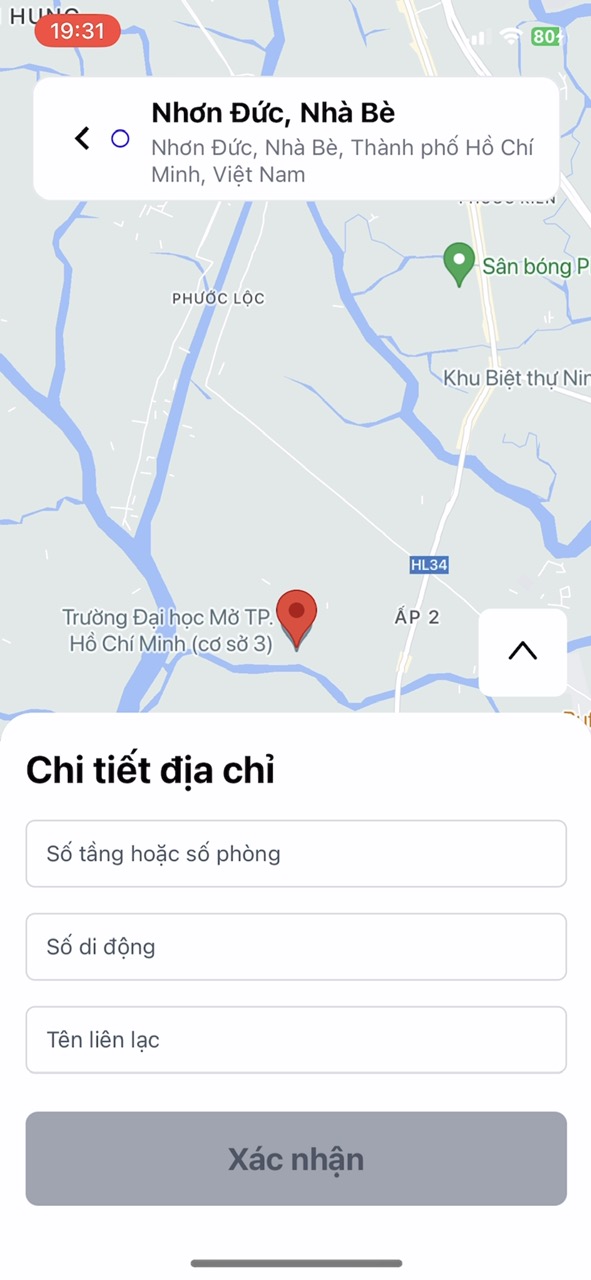 HUNG
19:31
80
Nhơn Đức, Nhà Bè
Nhơn Đức, Nhà Bè, Thành phố Hồ Chí
Minh, Việt Nam
Sân bóng P
PHƯỚC LỘC
Khu Biệt thự Nin
HL34
Trường Đại học Mở TP.
Hồ Chí Minh (cơ sở 3)
ẤP 2
Chi tiết địa chỉ
Số tầng hoặc số phòng
Số di động
Tên liên lạc
Xác nhận